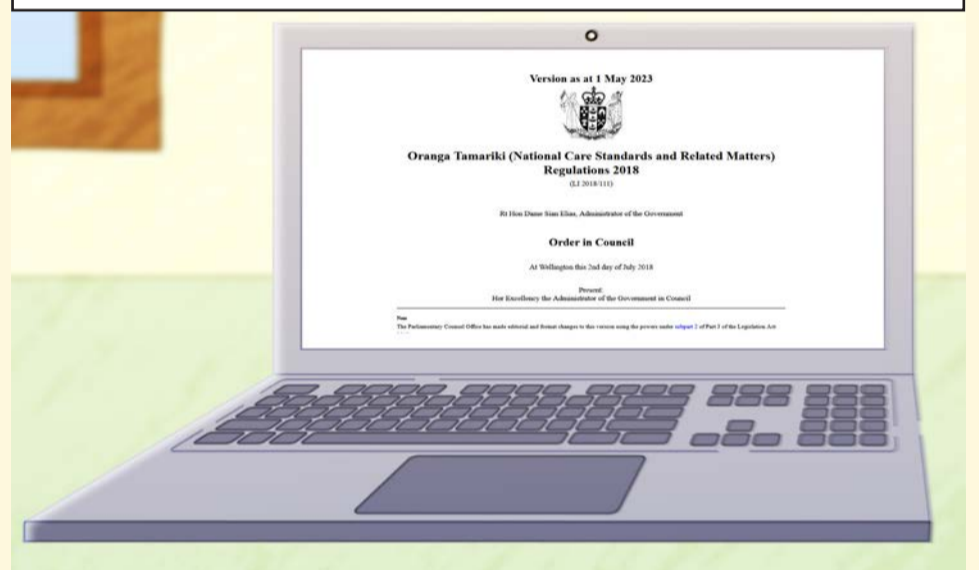 Version as at 1 May 2023
Oranga Tamariki (National Care Standards and Related Matters)
Regulations 2018
(LI 2018/111)
Rt Hon Dame Sian Elias, Administrator of the Government
Order in Council
At Wellington this 2nd day of July 2018
Present:
Her Excellency the Administrator of the Government in Council
Note
The Parliamentary Counsel Office has made editorial and format changes to this version using the powers under subpart 2 of Part 3 of the Legislation Act